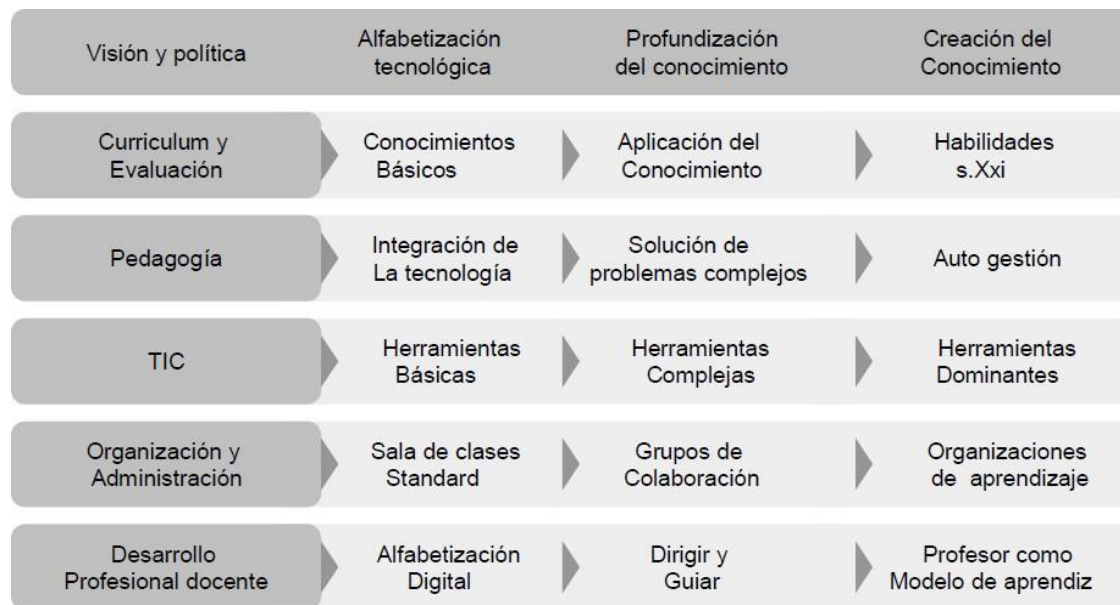 Visión y política
Alfabetización
tecnológica
Profundización
del conocimiento
Creación del
Conocimiento
Curriculum y
Evaluación
Conocimientos
Básicos
Aplicación del
Conocimiento
Habilidades
s.Xxi
Pedagogía
Integración de
La tecnología
Solución de
problemas complejos
Auto gestión
TIC
Herramientas
Básicas
Herramientas
Complejas
Herramientas
Dominantes
Organización y
Administración
Sala de clases
Standard
Grupos de
Colaboración
Organizaciones
de aprendizaje
Desarrollo
Profesional docente
Alfabetización
Digital
Dirigir y
Guiar
Profesor como
Modelo de aprendiz